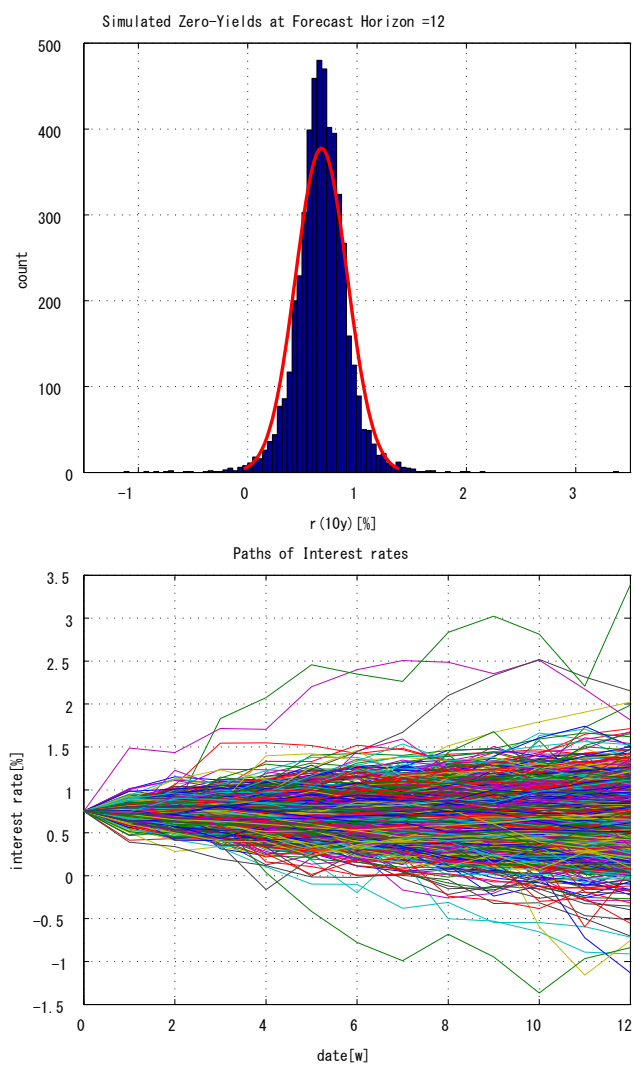 Simulated Zero-Yields at Forecast Horizon =12
500
400
300
200
100
0
count
-1 0 1 2 3
r(10y)[%]
Paths of Interest rates
3.5
3
2.5
2
1.5
1
0.5
0
-0.5
-1
-1.5
interest rate[%]
0 2 4 6 8 10 12
date[w]